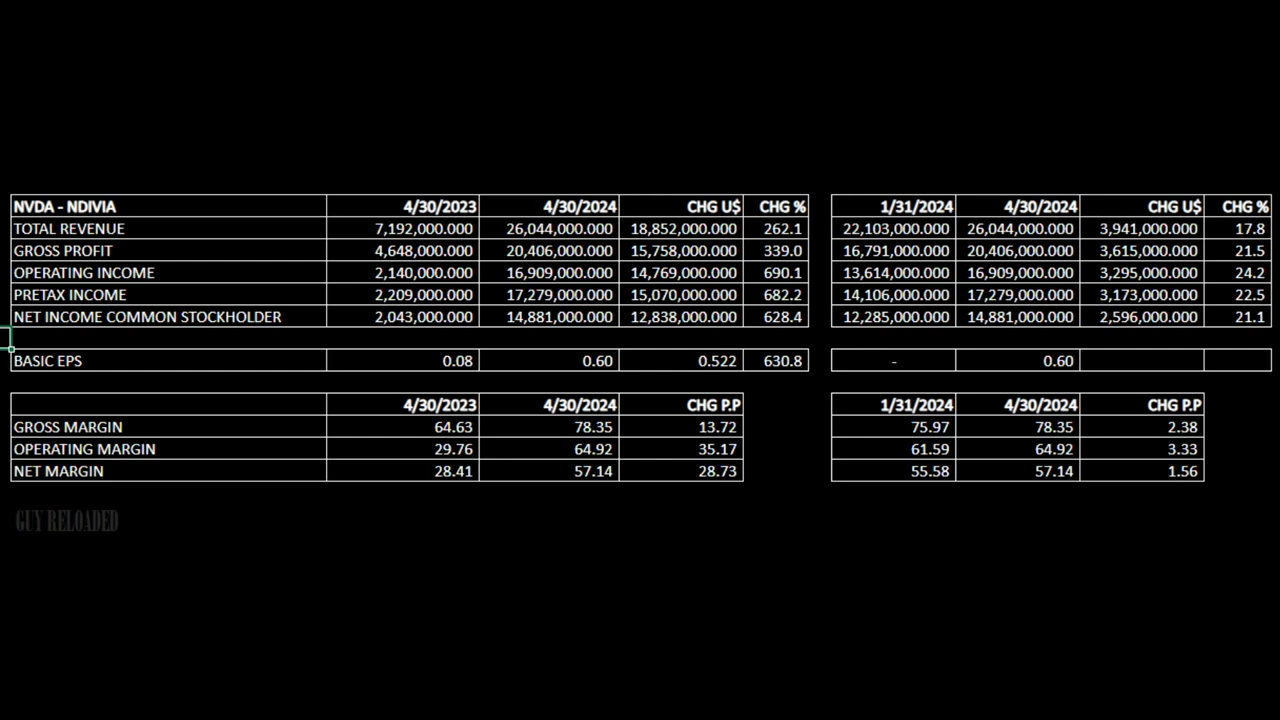 NVDA - NDIVIA 4/30/2023 4/30/2024 CHG U$ CHG % 1/31/2024 4/30/2024 CHG U$ CHG %
TOTAL REVENUE 7,192,000.000 26,044,000.000 18,852,000.000 262.1 22,103,000.000 26,044,000.000 3,941,000.000 17.8
GROSS PROFIT 4,648,000.000 20,406,000.000 15,758,000.000 339.0 16,791,000.000 20,406,000.000 3,615,000.000 21.5
OPERATING INCOME 2,140,000.000 16,909,000.000 14,769,000.000 690.1 13,614,000.000 16,909,000.000 3,295,000.000 24.2
PRETAX INCOME 2,209,000.000 17,279,000.000 15,070,000.000 682.2 14,106,000.000 17,279,000.000 3,173,000.000 22.5
NET INCOME COMMON STOCKHOLDER 2,043,000.000 14,881,000.000 12,838,000.000 628.4 12,285,000.000 14,881,000.000 2,596,000.000 21.1
BASIC EPS 0.08 0.60 0.522 630.8 - 0.60
4/30/2023 4/30/2024 CHG P.P 1/31/2024 4/30/2024 CHG P.P
GROSS MARGIN 64.63 78.35 13.72 75.97 78.35 2.38
OPERATING MARGIN 29.76 64.92 35.17 61.59 64.92 3.33
NET MARGIN 28.41 57.14 28.73 55.58 57.14 1.56
GUY RELOADED